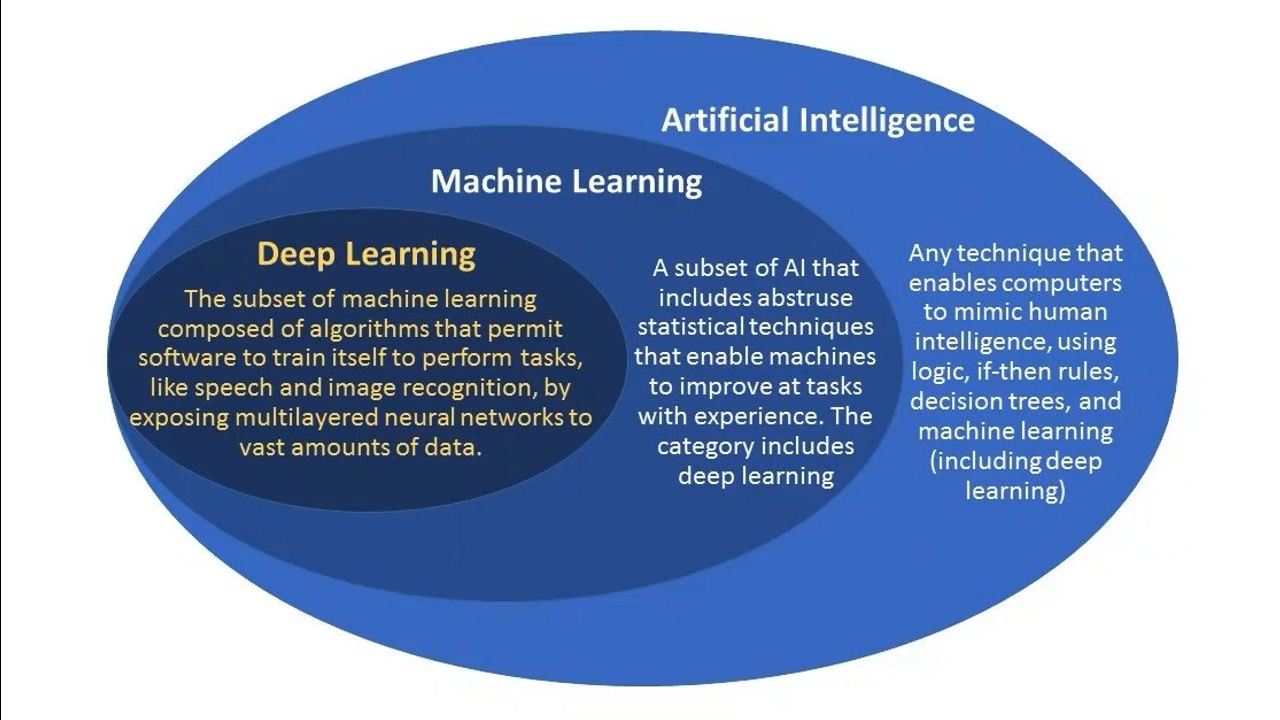 Artificial Intelligence
Machine Learning
Deep Learning
The subset of machine learning
composed of algorithms that permit
software to train itself to perform tasks,
like speech and image recognition, by
exposing multilayered neural networks to
vast amounts of data.
A subset of AI that
includes abstruse
statistical techniques
that enable machines
to improve at tasks
with experience. The
category includes
deep learning
Any technique that
enables computers
to mimic human
intelligence, using
logic, if-then rules,
decision trees, and
machine learning
(including deep
learning)